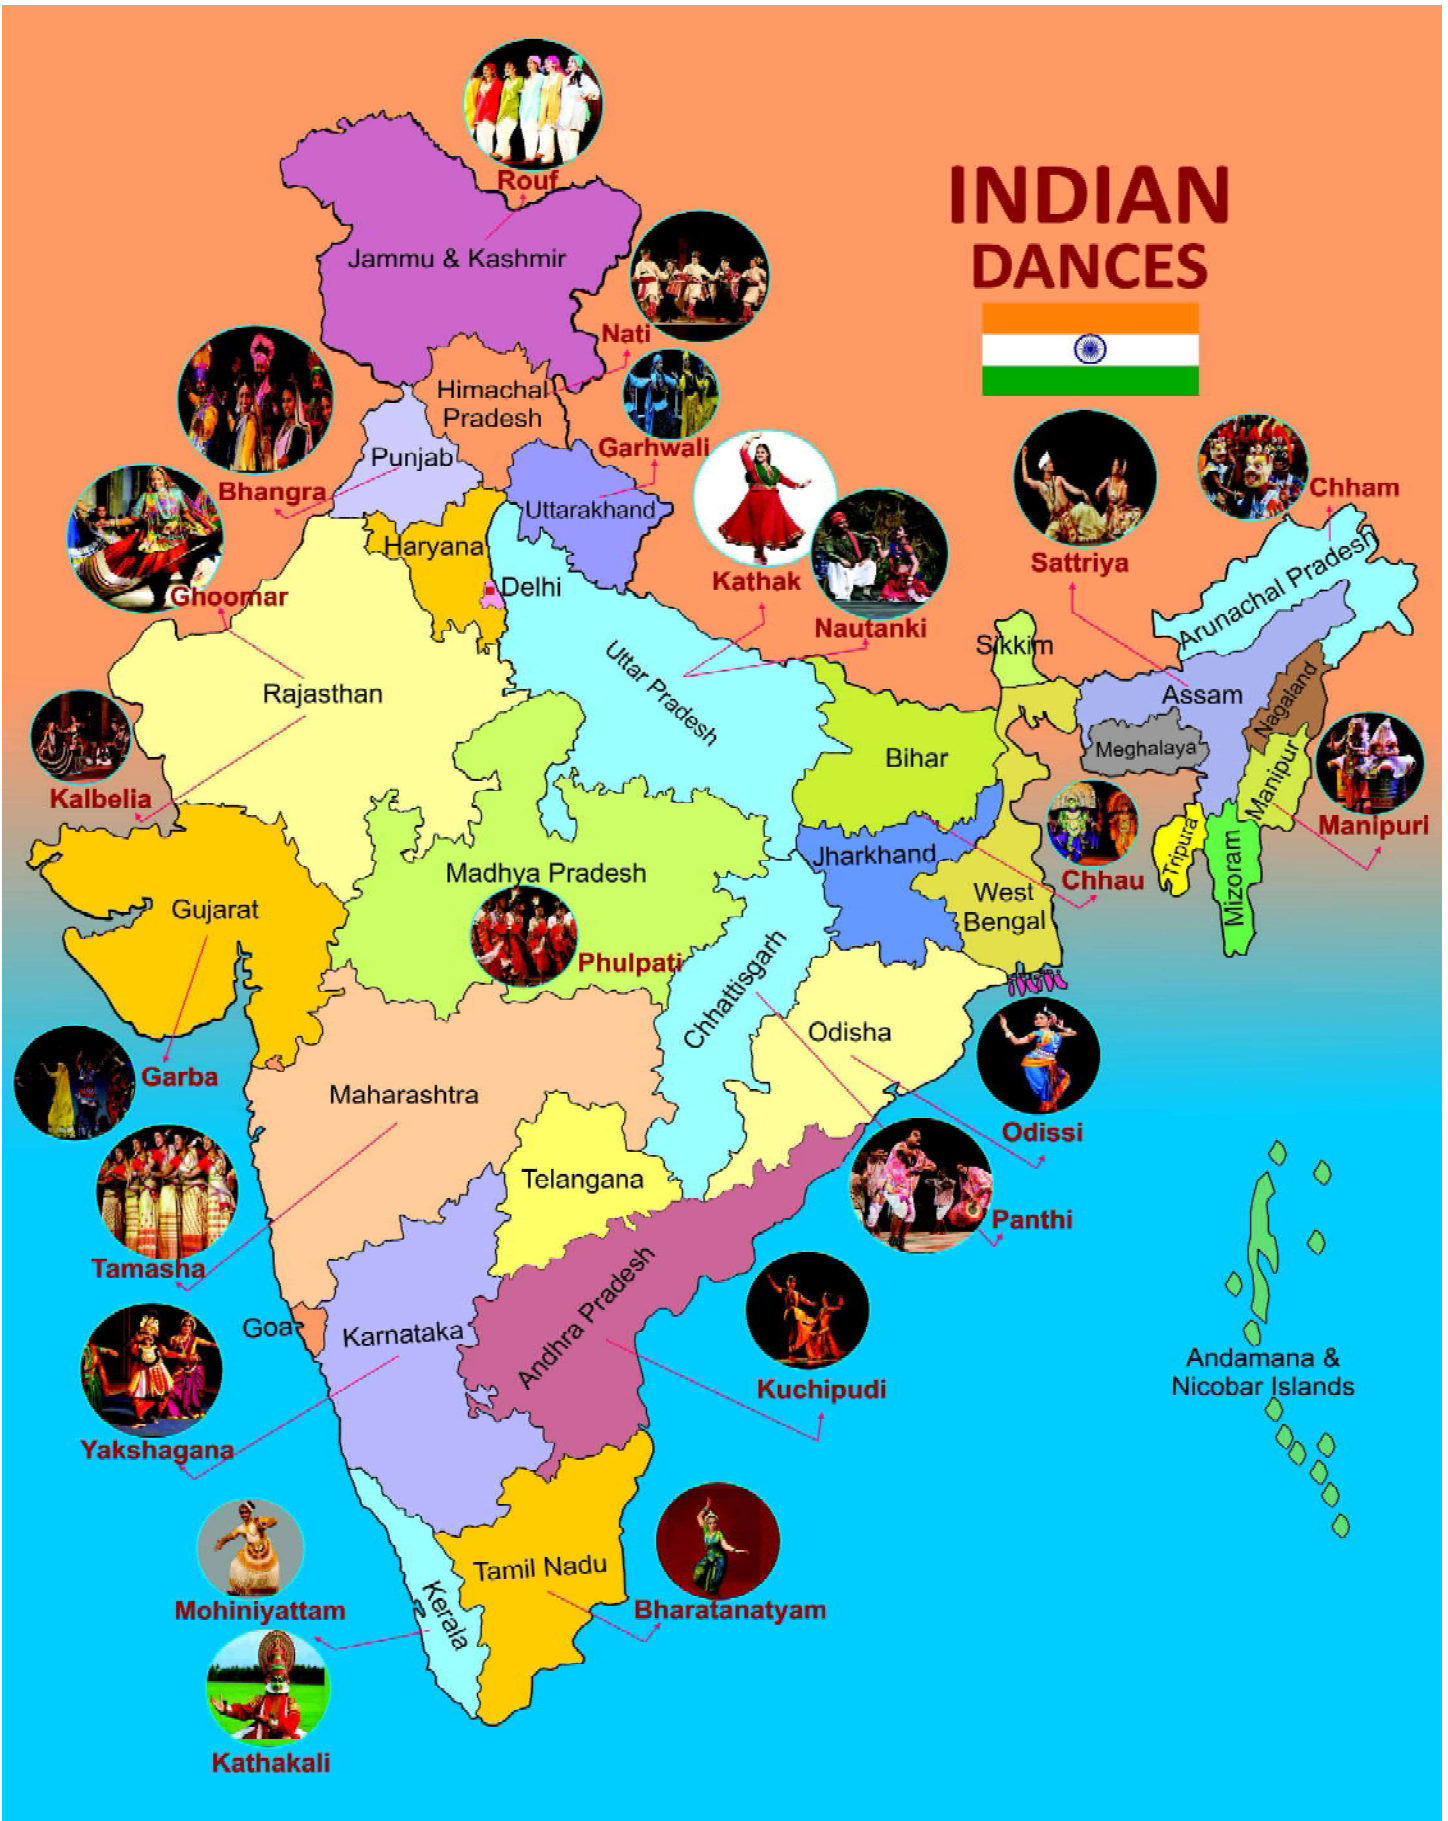 INDIAN
DANCES
Rouf
Jammu & Kashmir
Nati
Himachal
Pradesh
Garhwali
Punjab
Bhangra
Uttarakhand
Chham
Haryana
Sattriya
Arunachal Pradesh
Kathak
Delhi
Ghoomar
Nautanki
Sikkim
Uttar Pradesh
Rajasthan
Assam
Nagaland
Meghalaya
Bihar
Manipur
Kalbelia
Manipuri
Jharkhand
Tripura
Mizoram
Madhya Pradesh
Chhau
West
Bengal
Gujarat
Phulpati
Chhattisgarh
Odisha
Garba
Maharashtra
Odissi
Telangana
Panthi
Tamasha
Andhra Pradesh
Goa
Karnataka
Kuchipudi
Andamana &
Nicobar Islands
Yakshagana
Tamil Nadu
Mohiniyattam
Kerala
Bharatanatyam
Kathakali